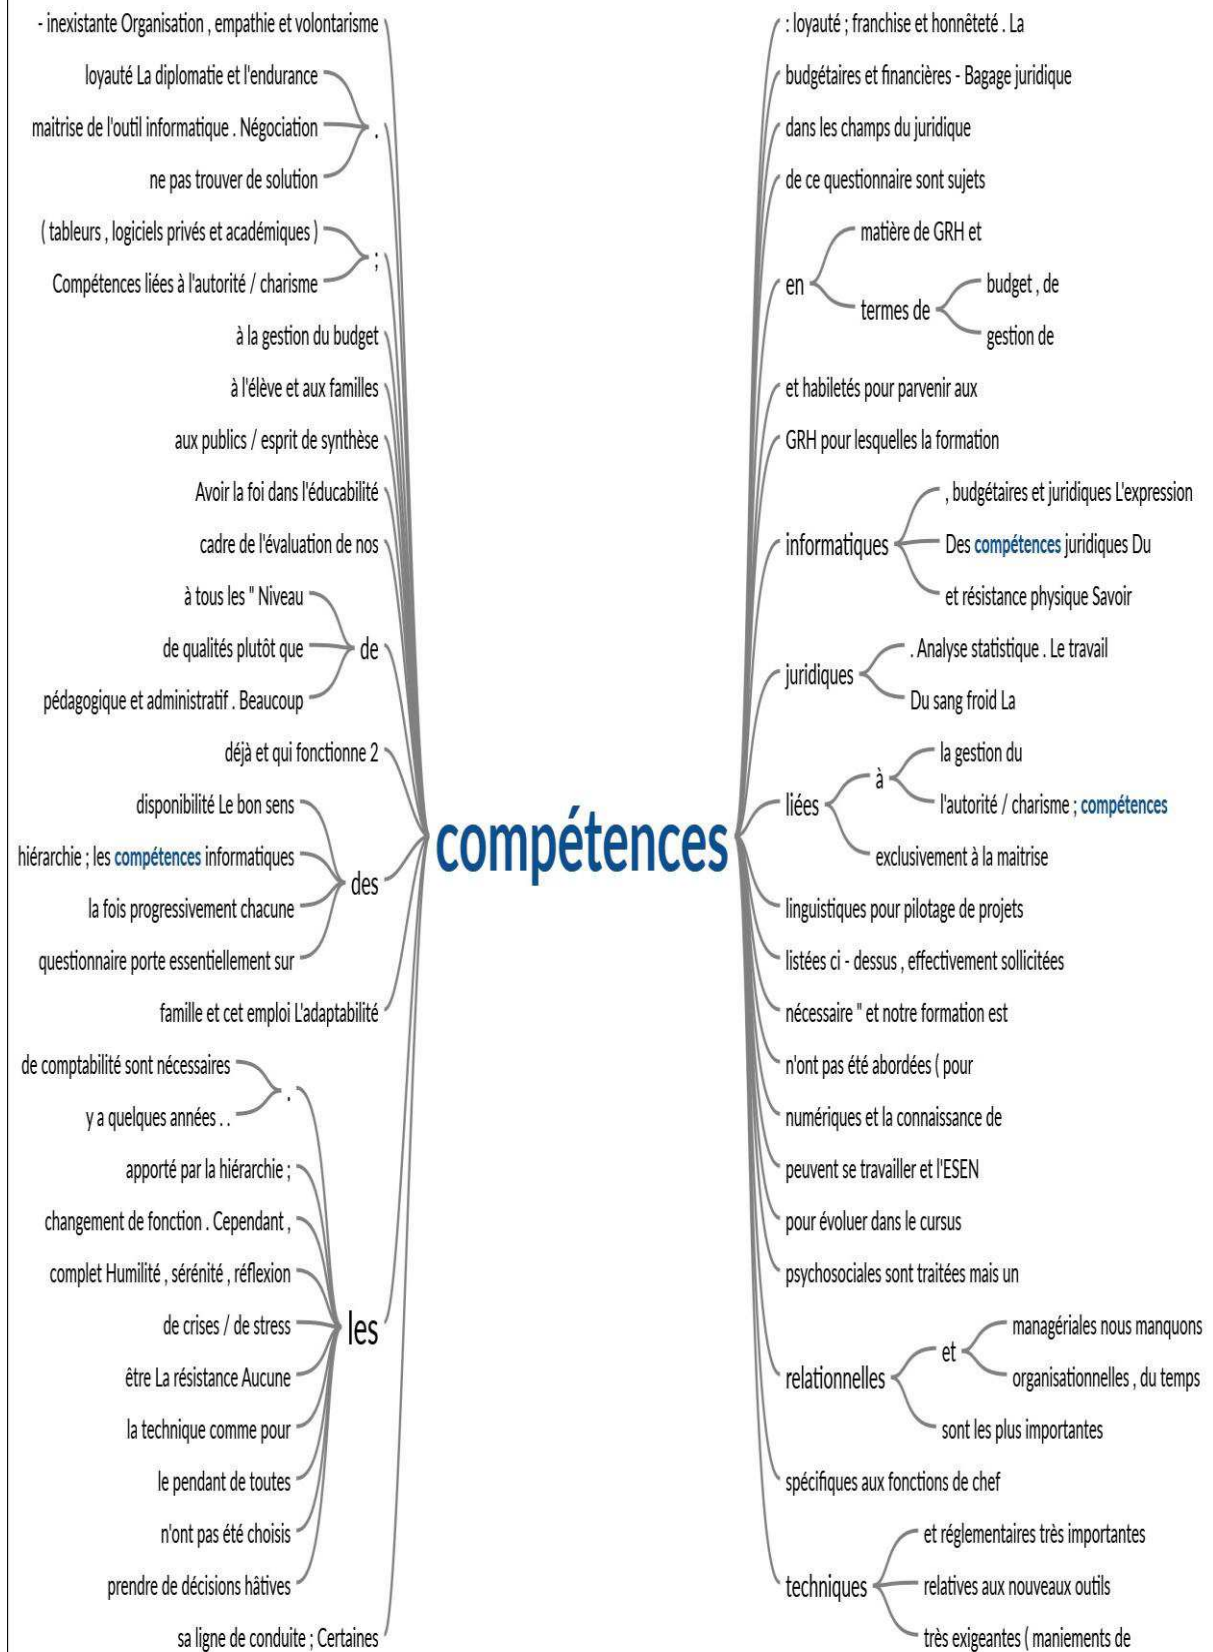 - inexistante Organisation , empathie et volontarisme
loyauté La diplomatie et l'endurance
maitrise de l'outil informatique . Négociation
ne pas trouver de solution
.
( tableurs , logiciels privés et académiques )
Compétences liées à l'autorité / charisme
;
à la gestion du budget
à l'élève et aux familles
aux publics / esprit de synthèse
Avoir la foi dans l'éducabilité
cadre de l'évaluation de nos
à tous les " Niveau
de qualités plutôt que
pédagogique et administratif . Beaucoup
de
déjà et qui fonctionne 2
disponibilité Le bon sens
hiérarchie ; les compétences informatiques
la fois progressivement chacune
questionnaire porte essentiellement sur
des
famille et cet emploi L'adaptabilité
de comptabilité sont nécessaires
y a quelques années . .
.
apporté par la hiérarchie ;
changement de fonction . Cependant ,
complet Humilité , sérénité , réflexion
de crises / de stress
être La résistance Aucune
la technique comme pour
le pendant de toutes
n'ont pas été choisis
prendre de décisions hâtives
les
sa ligne de conduite ; Certaines
compétences
: loyauté ; franchise et honnêteté . La
budgétaires et financières - Bagage juridique
dans les champs du juridique
de ce questionnaire sont sujets
en
matière de GRH et
termes de
budget , de
gestion de
et habiletés pour parvenir aux
GRH pour lesquelles la formation
informatiques
, budgétaires et juridiques L'expression
Des compétences juridiques Du
et résistance physique Savoir
juridiques
. Analyse statistique . Le travail
Du sang froid La
liées
à
la gestion du
l'autorité / charisme ; compétences
exclusivement à la maitrise
linguistiques pour pilotage de projets
listées ci - dessus , effectivement sollicitées
nécessaire " et notre formation est
n'ont pas été abordées ( pour
numériques et la connaissance de
peuvent se travailler et l'ESEN
pour évoluer dans le cursus
psychosociales sont traitées mais un
relationnelles
et
managériales nous manquons
organisationnelles , du temps
sont les plus importantes
spécifiques aux fonctions de chef
techniques
et réglementaires très importantes
relatives aux nouveaux outils
très exigeantes ( maniements de